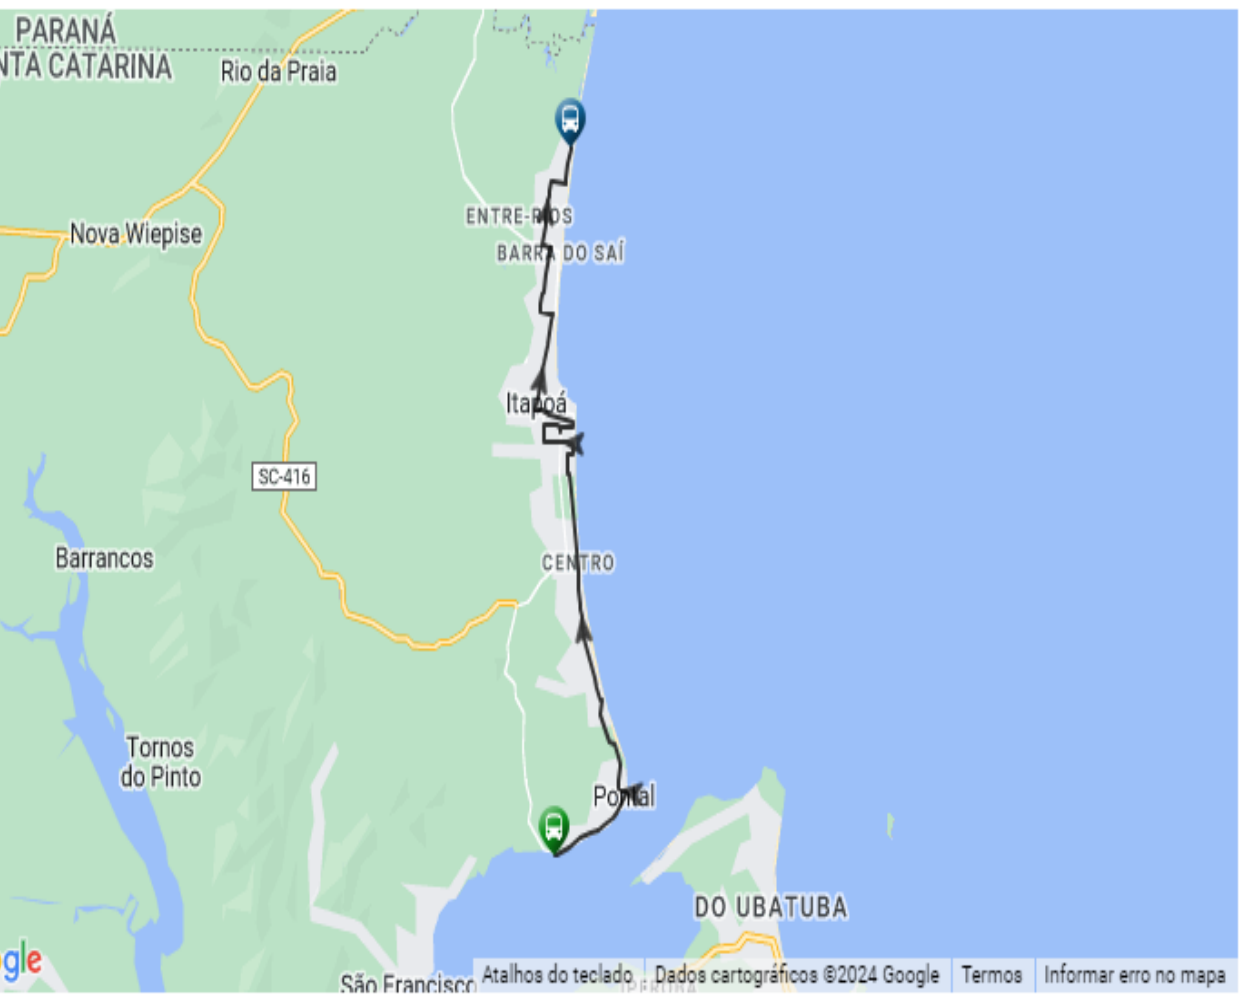 PARANÁ
NTA CATARINA
Rio da Praia
ENTRE-RIOS
Nova Wiepise
BARRA DO SAÍ
Itapoá
SC-416
Barrancos
CENTRO
Tornos
do Pinto
Pontal
DO UBATUBA
gle
São Francisco
Atalhos do teclado
Dados cartográficos ©2024 Google
Termos
Informar erro no mapa